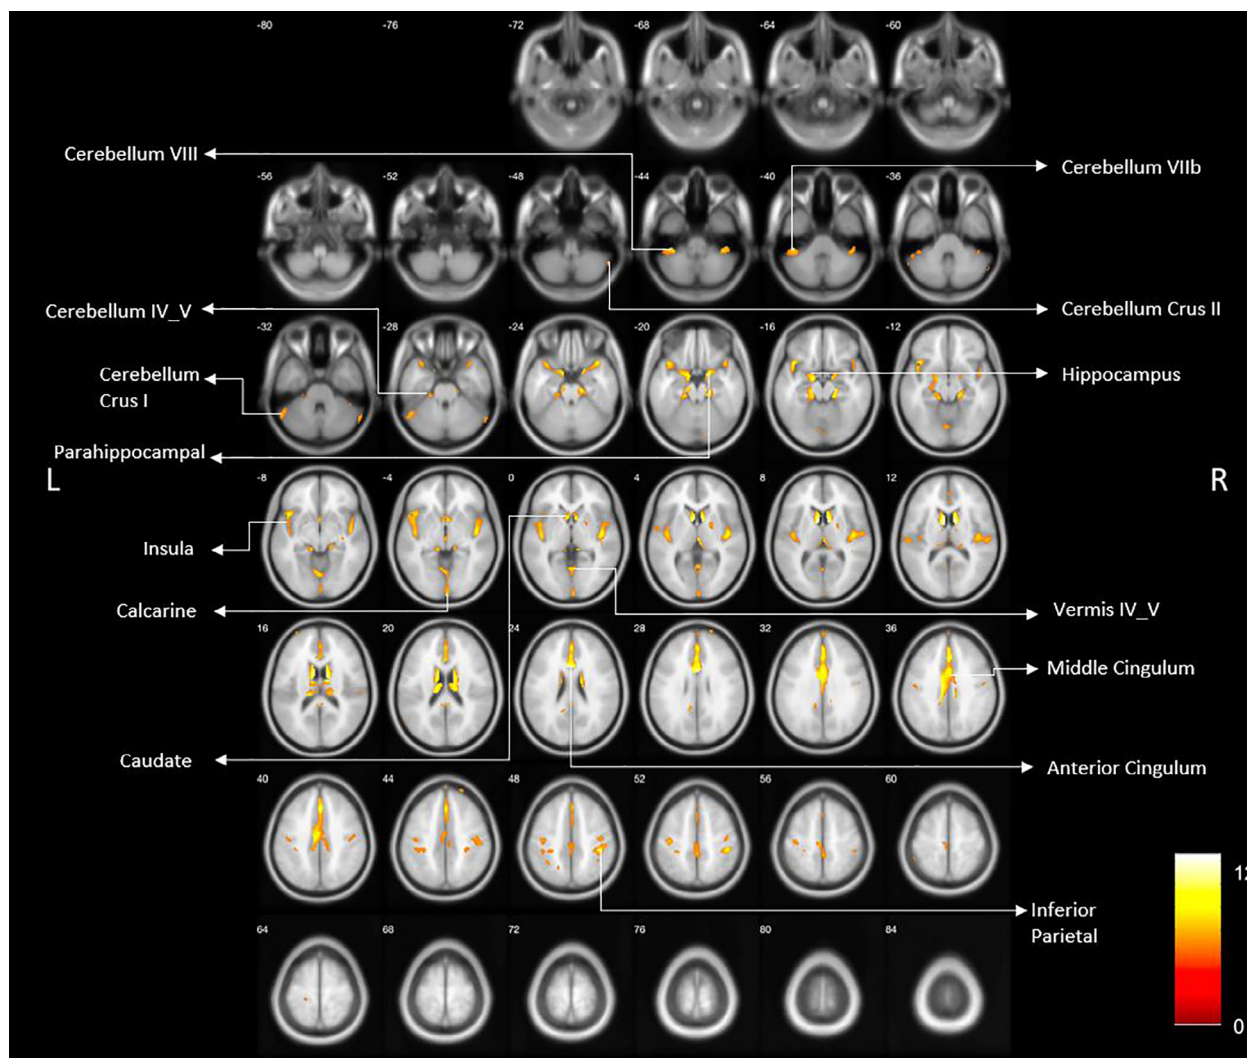 -80 -76 -72 -68 -64 -60
Cerebellum VIII
Cerebellum VIIb
-56 -52 -48 -44 -40 -36
Cerebellum IV_V
Cerebellum Crus II
-32 -28 -24 -20 -16 -12
Cerebellum
Crus I
Hippocampus
Parahippocampal
L
R
-8 -4 0 4 8 12
Insula
Calcarine
Vermis IV_V
16 20 24 28 32 36
Middle Cingulum
Caudate
Anterior Cingulum
40 44 48 52 56 60
12
Inferior
Parietal
64 68 72 76 80 84
0